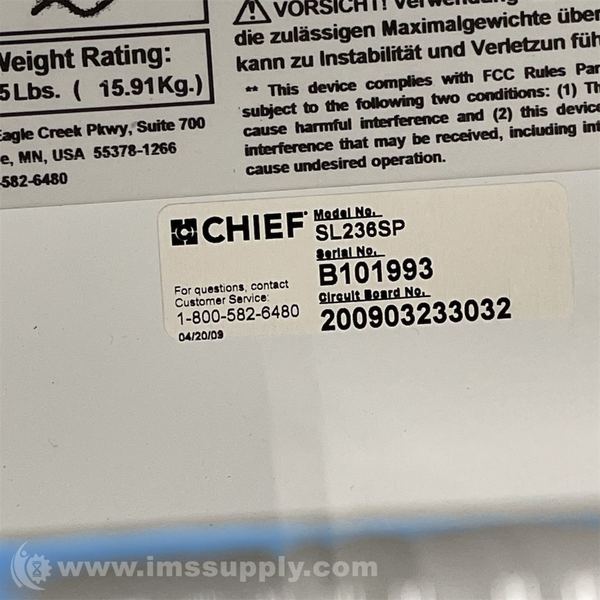 Weight Rating:
5 Lbs. ( 15.91Kg.)
Eagle Creek Pkwy, Suite 700
e, MN, USA 55378-1266
-582-6480
VORSICHT! Verwendung
die zulässigen Maximalgewichte über
kann zu Instabilität und Verletzun füh
** This device complies with FCC Rules Par
subject to the following two conditions: (1) Th
cause harmful interference and (2) this device
interference that may be received, including int
cause undesired operation.
CHIEF
Model No.
SL236SP
Serial No.
B101993
Circuit Board No.
200903233032
For questions, contact
Customer Service:
1-800-582-6480
04/20/09
www.imssupply.com